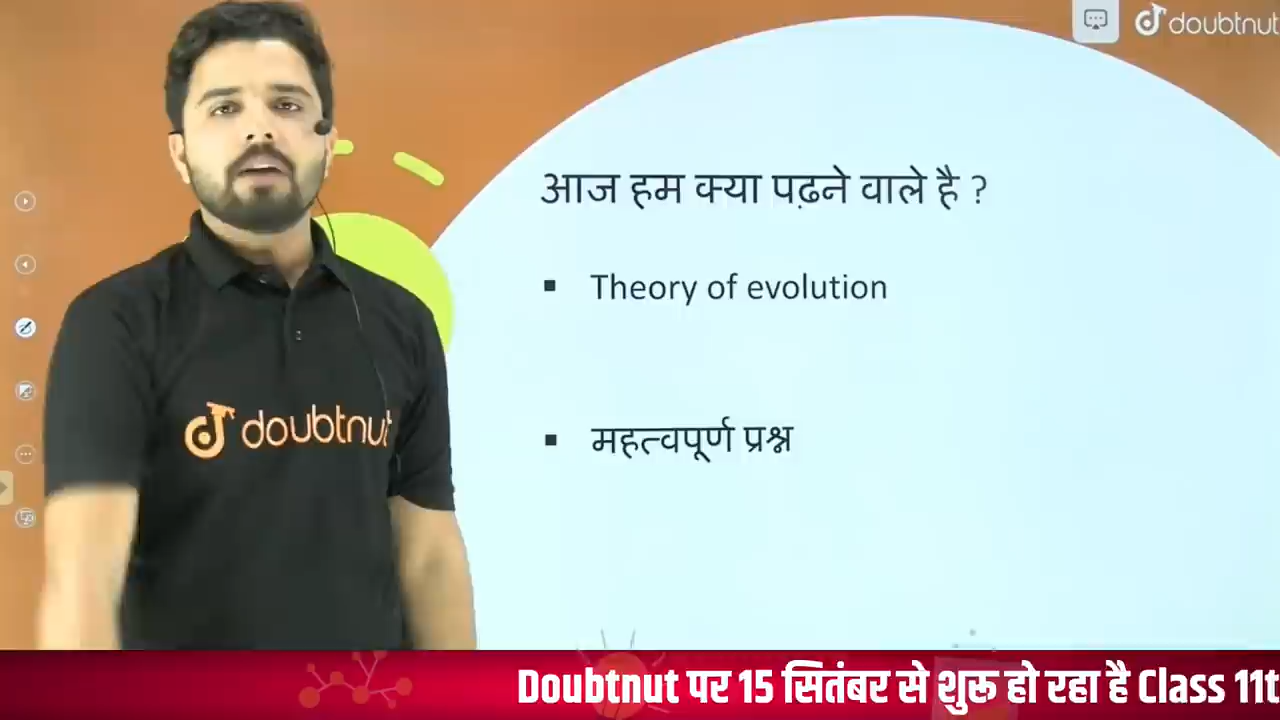 doubtnut
आज हम क्या पढ़ने वाले है ?
▪ Theory of evolution
▪ महत्वपूर्ण प्रश्न
doubtnut
Doubtnut पर 15 सितंबर से शुरू हो रहा है Class 11t